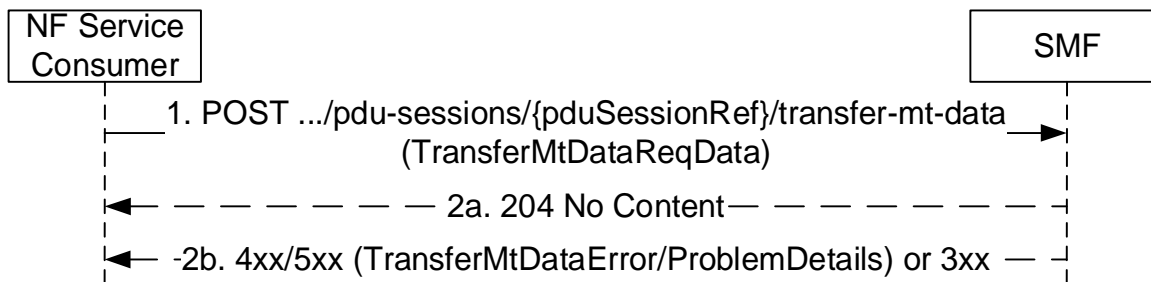 NF Service
Consumer
SMF
1. POST .../pdu-sessions/{pduSessionRef}/transfer-mt-data
(TransferMtDataReqData)
2a. 204 No Content
2b. 4xx/5xx (TransferMtDataError/ProblemDetails) or 3xx